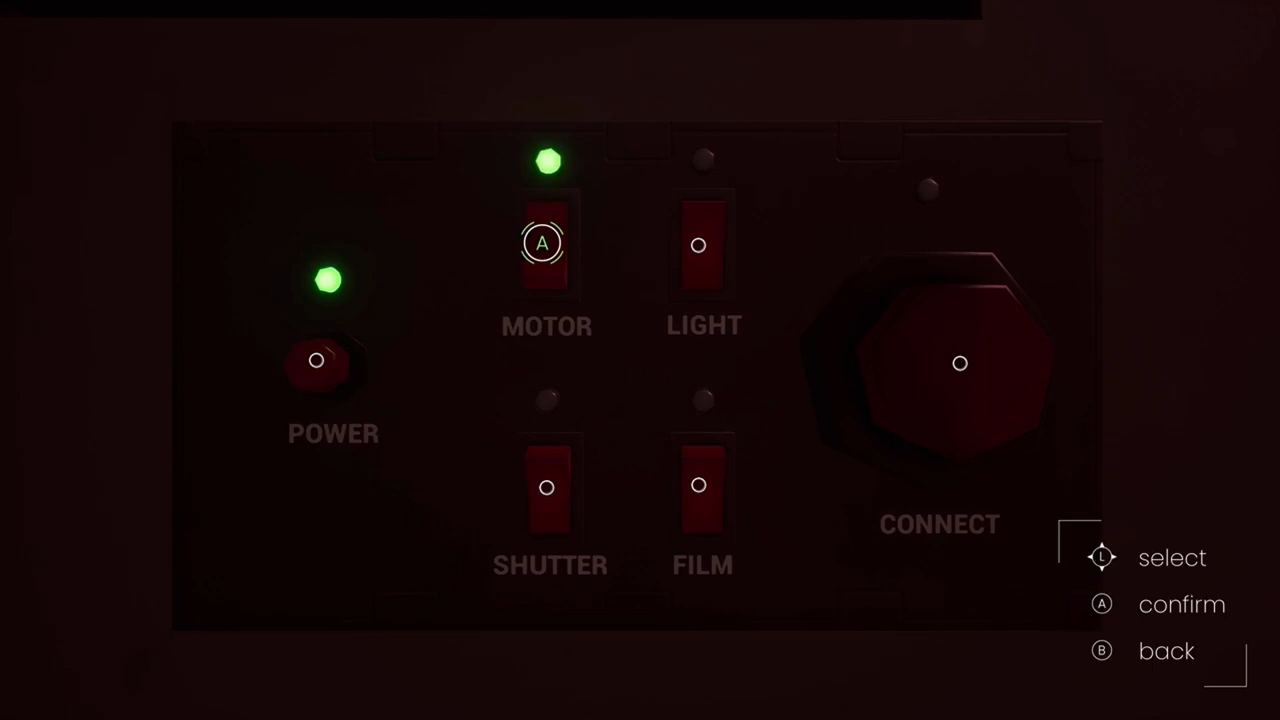 A
MOTOR
LIGHT
POWER
SHUTTER
FILM
CONNECT
L select
A confirm
B back